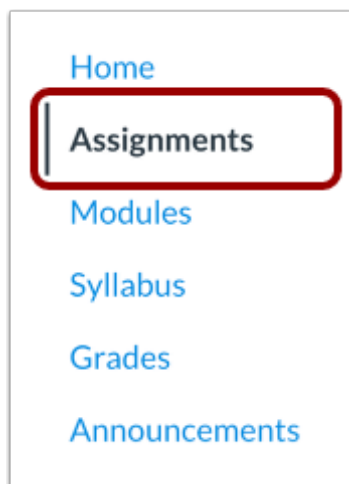 Home
Assignments
Modules
Syllabus
Grades
Announcements